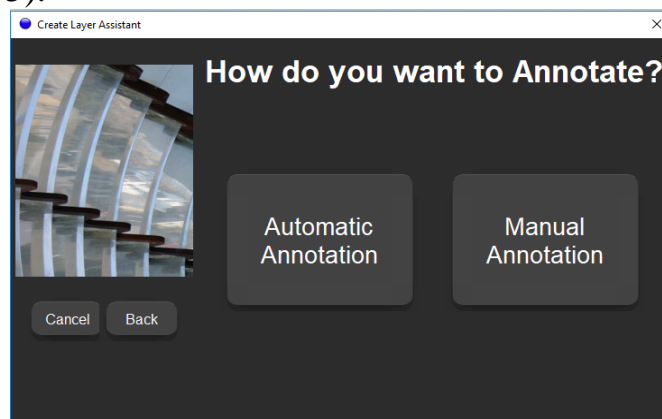 Create Layer Assistant
How do you want to Annotate?
Automatic
Annotation
Manual
Annotation
Cancel
Back